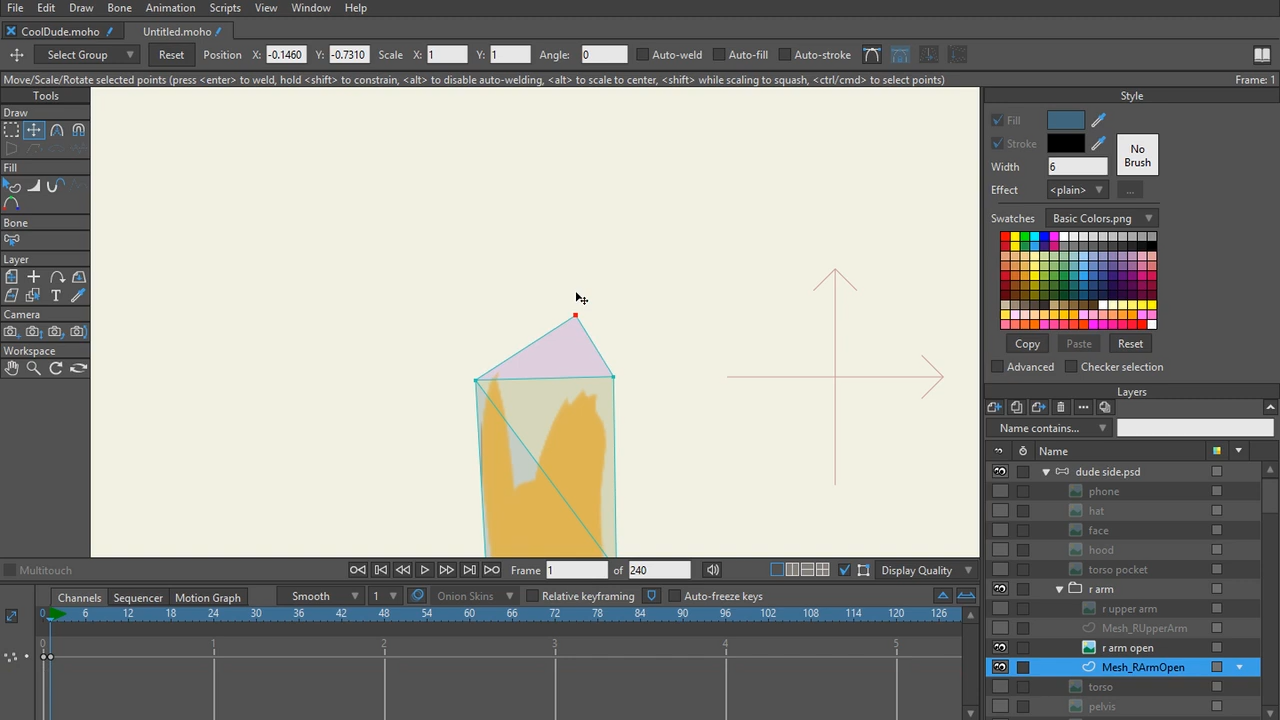 File Edit Draw Bone Animation Scripts View Window Help
CoolDude.moho Untitled.moho
Select Group Reset Position X: -0.1460 Y: -0.7310 Scale X: 1 Y: 1 Angle: 0 Auto-weld Auto-fill Auto-stroke
Move/Scale/Rotate selected points (press <enter> to weld, hold <shift> to constrain, <alt> to disable auto-welding, <alt> to scale to center, <shift> while scaling to squash, <ctrl/cmd> to select points) Frame: 1
Tools
Draw
Fill
Bone
Layer
T
Camera
Workspace
Style
Fill
Stroke
No
Brush
Width 6
Effect <plain> ...
Swatches Basic Colors.png
Copy Paste Reset
Advanced Checker selection
Layers
Name contains...
Name
dude side.psd
phone
hat
face
hood
torso pocket
r arm
r upper arm
Mesh_RUpperArm
r arm open
Mesh_RArmOpen
torso
pelvis
Multitouch Frame 1 of 240 Display Quality
Channels Sequencer Motion Graph Smooth 1 Onion Skins Relative keyframing Auto-freeze keys
0 6 12 18 24 30 36 42 48 54 60 66 72 78 84 90 96 102 108 114 120 126
0 1 2 3 4 5